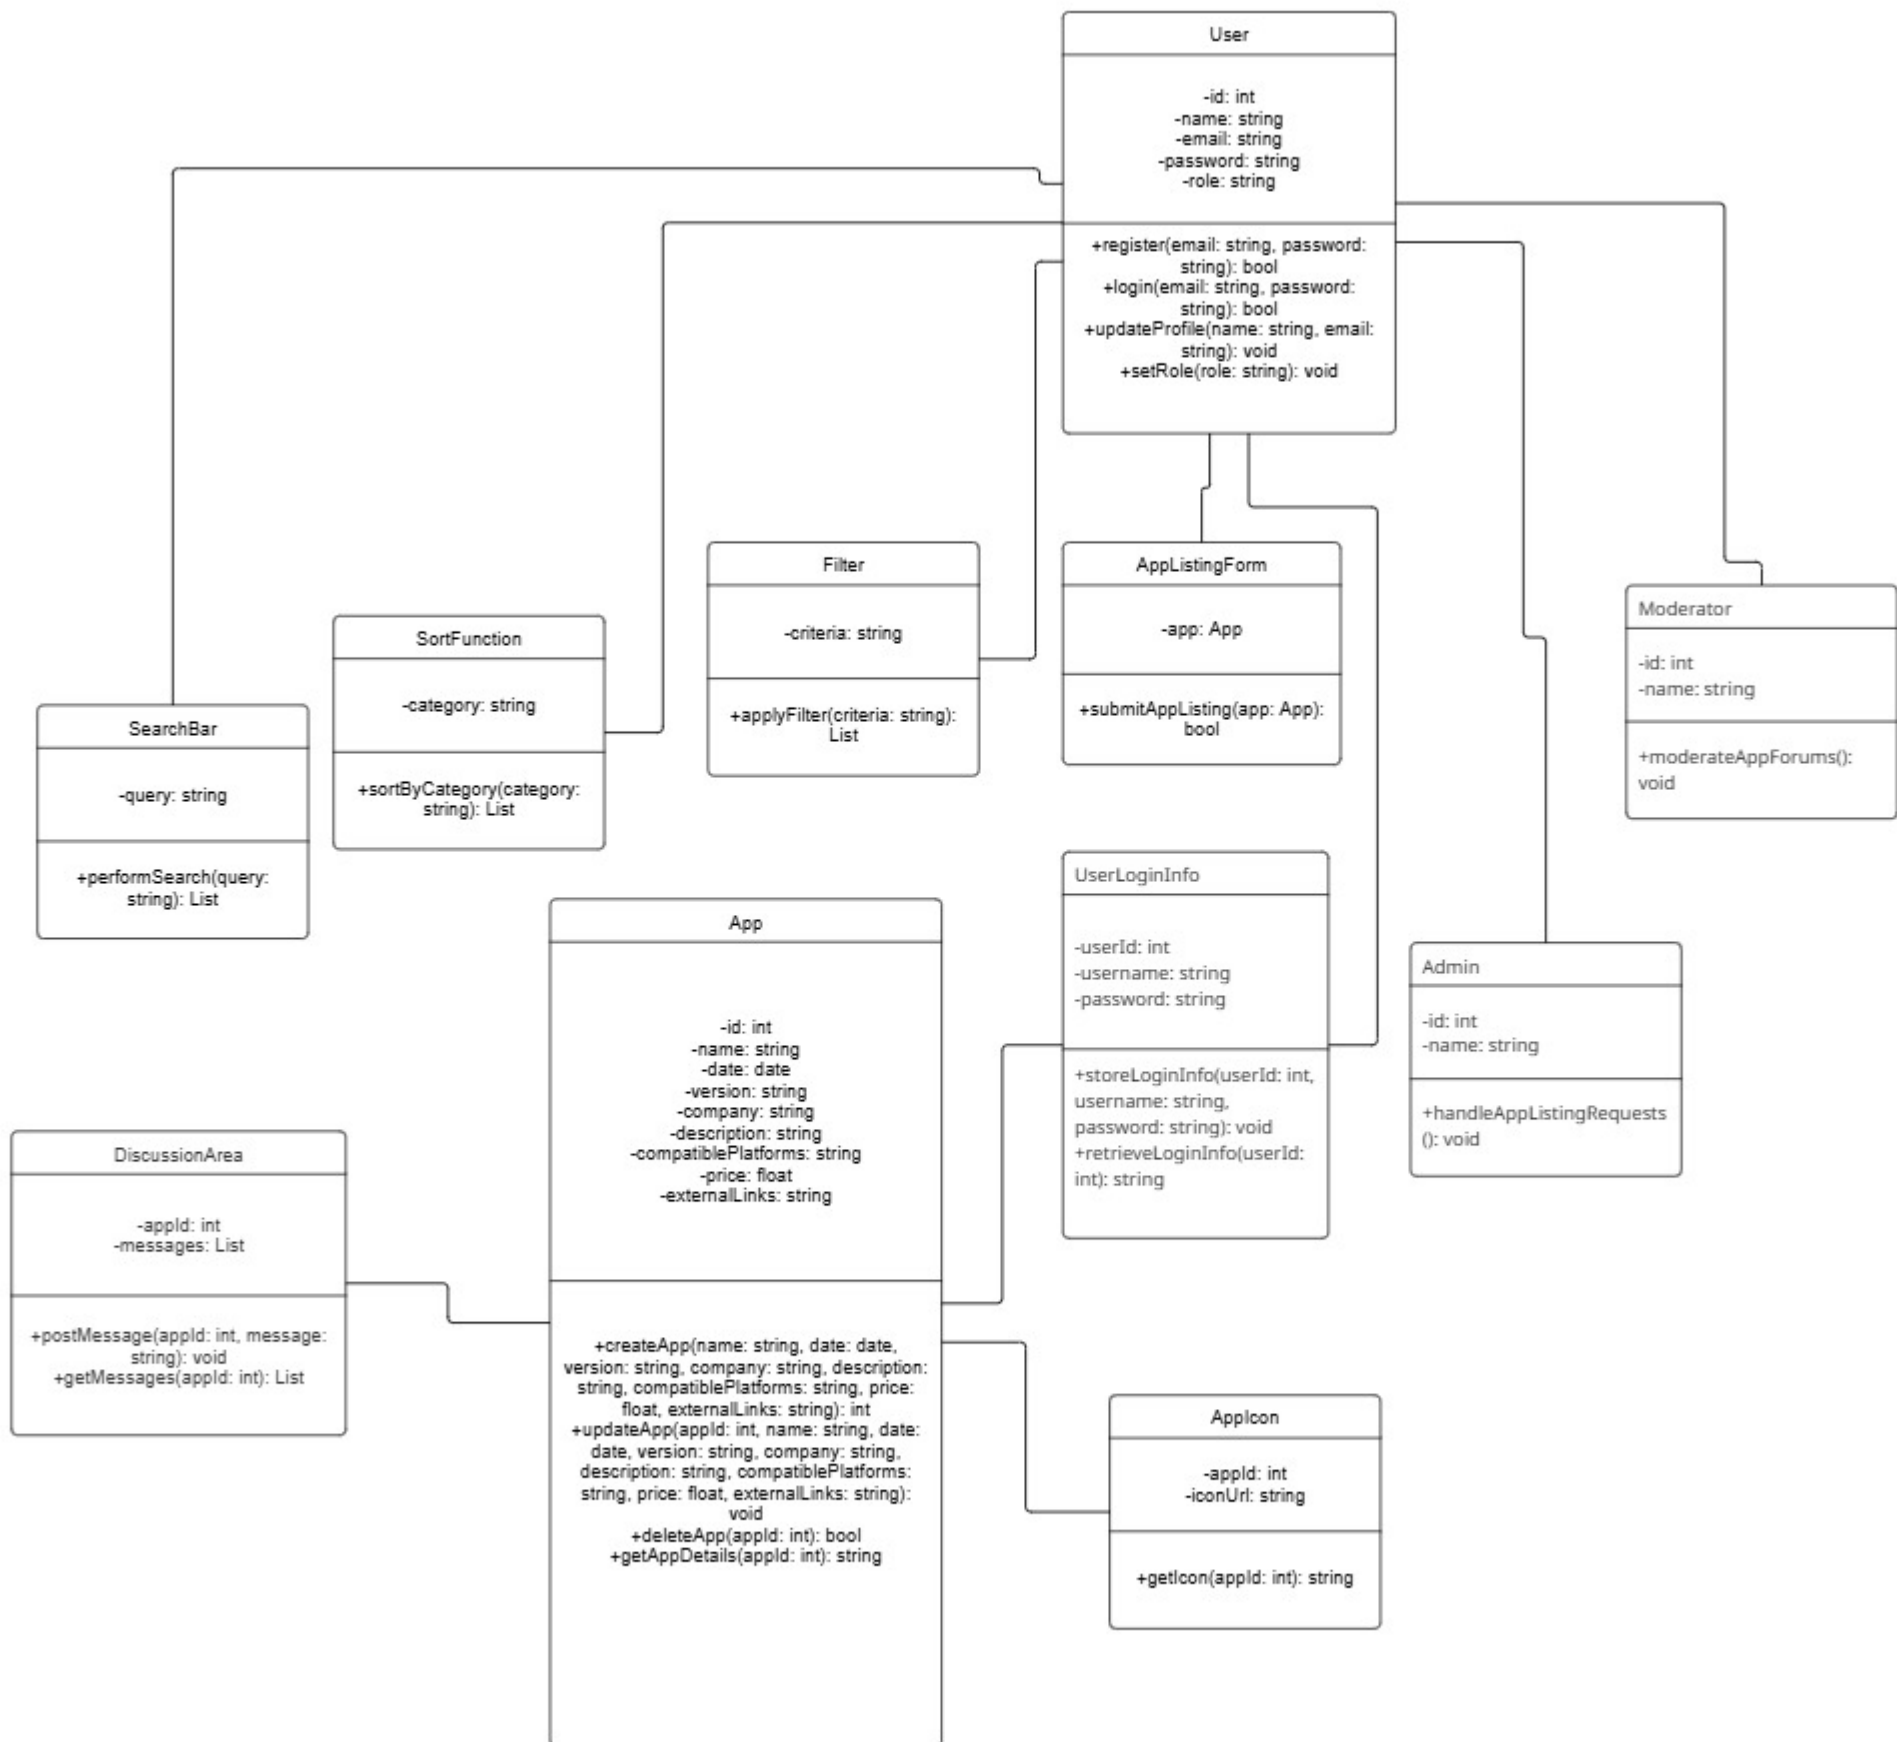 User
-id: int
-name: string
-email: string
-password: string
-role: string
+register(email: string, password:
string): bool
+login(email: string, password:
string): bool
+updateProfile(name: string, email:
string): void
+setRole(role: string): void
Filter
-criteria: string
+applyFilter(criteria: string):
List
AppListingForm
-app: App
+submitAppListing(app: App):
bool
Moderator
-id: int
-name: string
+moderateAppForums():
void
SortFunction
-category: string
+sortByCategory(category:
string): List
SearchBar
-query: string
+performSearch(query:
string): List
UserLoginInfo
-userId: int
-username: string
-password: string
+storeLoginInfo(userId: int,
username: string,
password: string): void
+retrieveLoginInfo(userId:
int): string
App
-id: int
-name: string
-date: date
-version: string
-company: string
-description: string
-compatiblePlatforms: string
-price: float
-externalLinks: string
+createApp(name: string, date: date,
version: string, company: string, description:
string, compatiblePlatforms: string, price:
float, externalLinks: string): int
+updateApp(appId: int, name: string, date:
date, version: string, company: string,
description: string, compatiblePlatforms:
string, price: float, externalLinks: string):
void
+deleteApp(appId: int): bool
+getAppDetails(appId: int): string
Admin
-id: int
-name: string
+handleAppListingRequests
(): void
DiscussionArea
-appId: int
-messages: List
+postMessage(appId: int, message:
string): void
+getMessages(appId: int): List
AppIcon
-appId: int
-iconUrl: string
+getIcon(appId: int): string